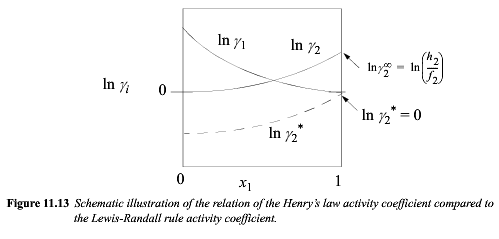 ln γ₁
ln γ₂
ln γ₂^∞ = ln(h₂/f₂)
ln γᵢ
0
ln γ₂* = 0
ln γ₂*
0
x₁
1
Figure 11.13 Schematic illustration of the relation of the Henry's law activity coefficient compared to
the Lewis-Randall rule activity coefficient.